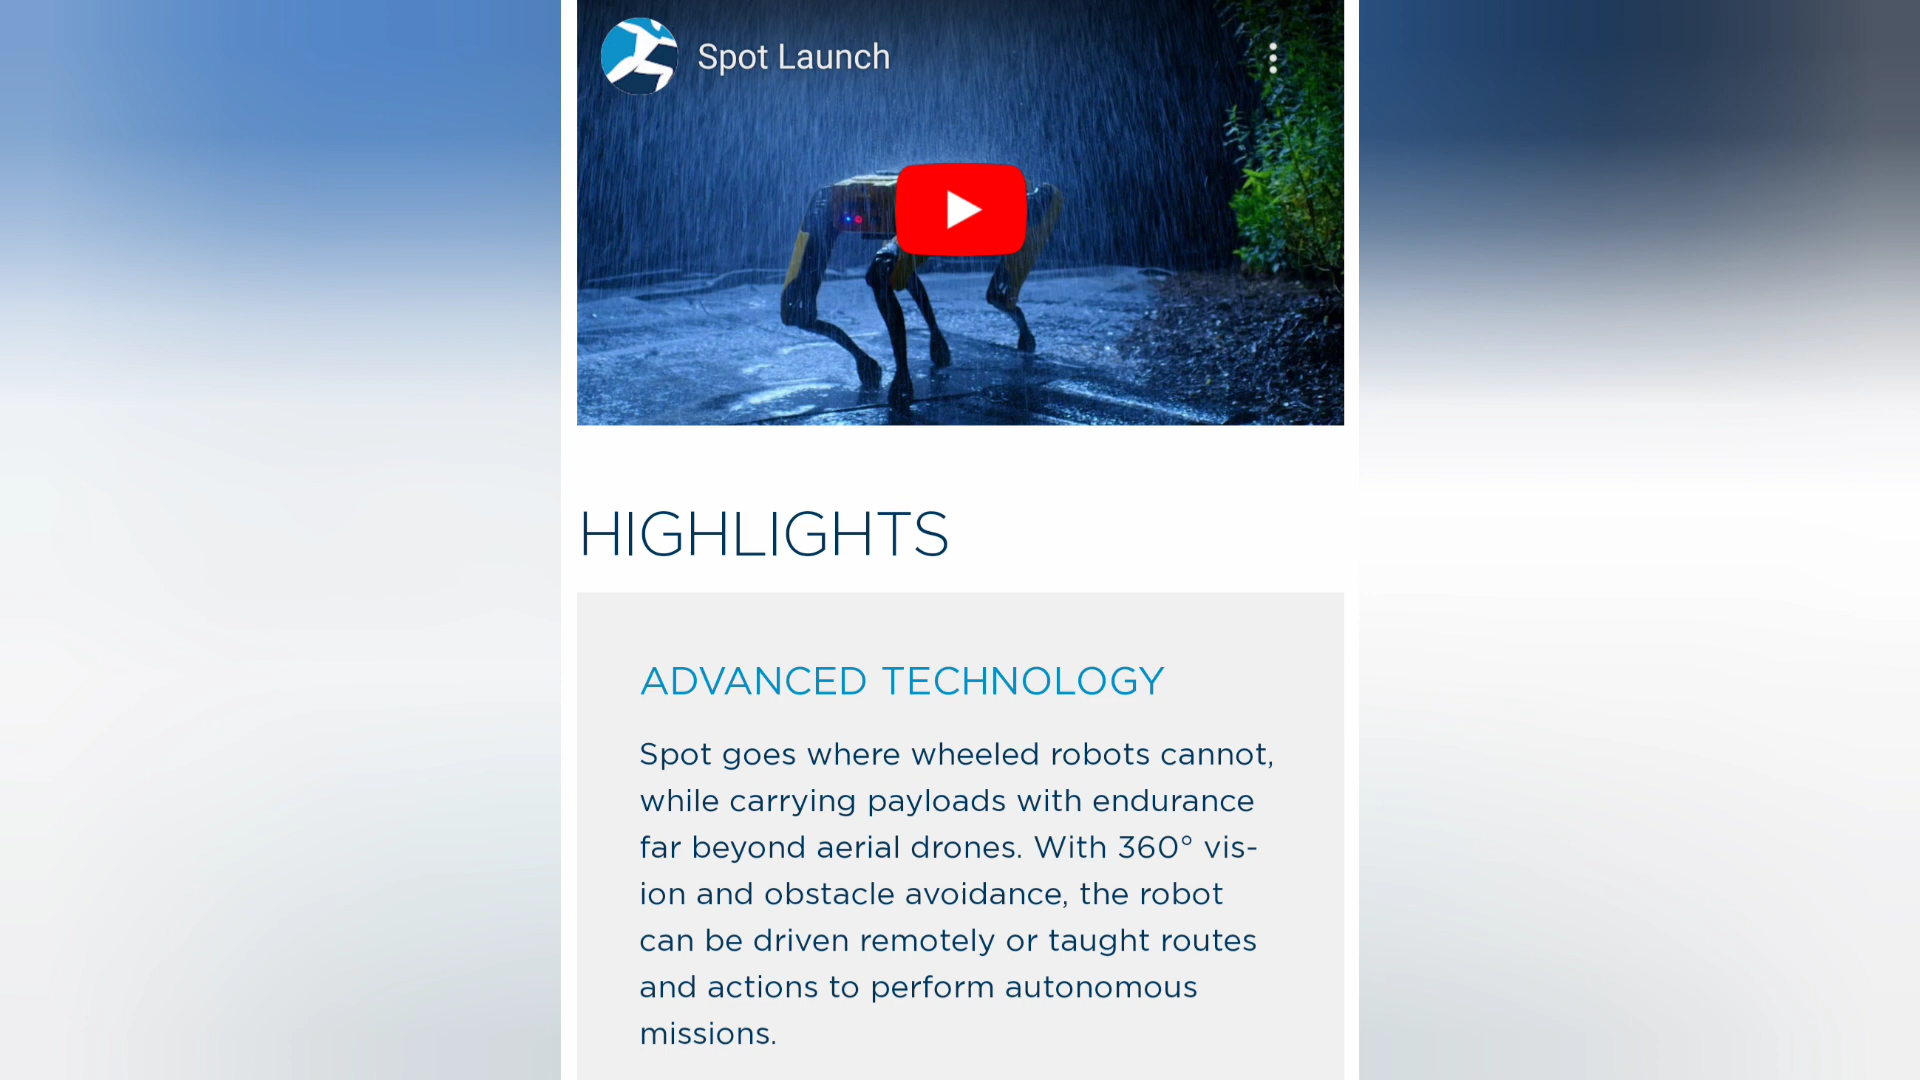 Spot Launch
HIGHLIGHTS
ADVANCED TECHNOLOGY
Spot goes where wheeled robots cannot,
while carrying payloads with endurance
far beyond aerial drones. With 360° vis-
ion and obstacle avoidance, the robot
can be driven remotely or taught routes
and actions to perform autonomous
missions.